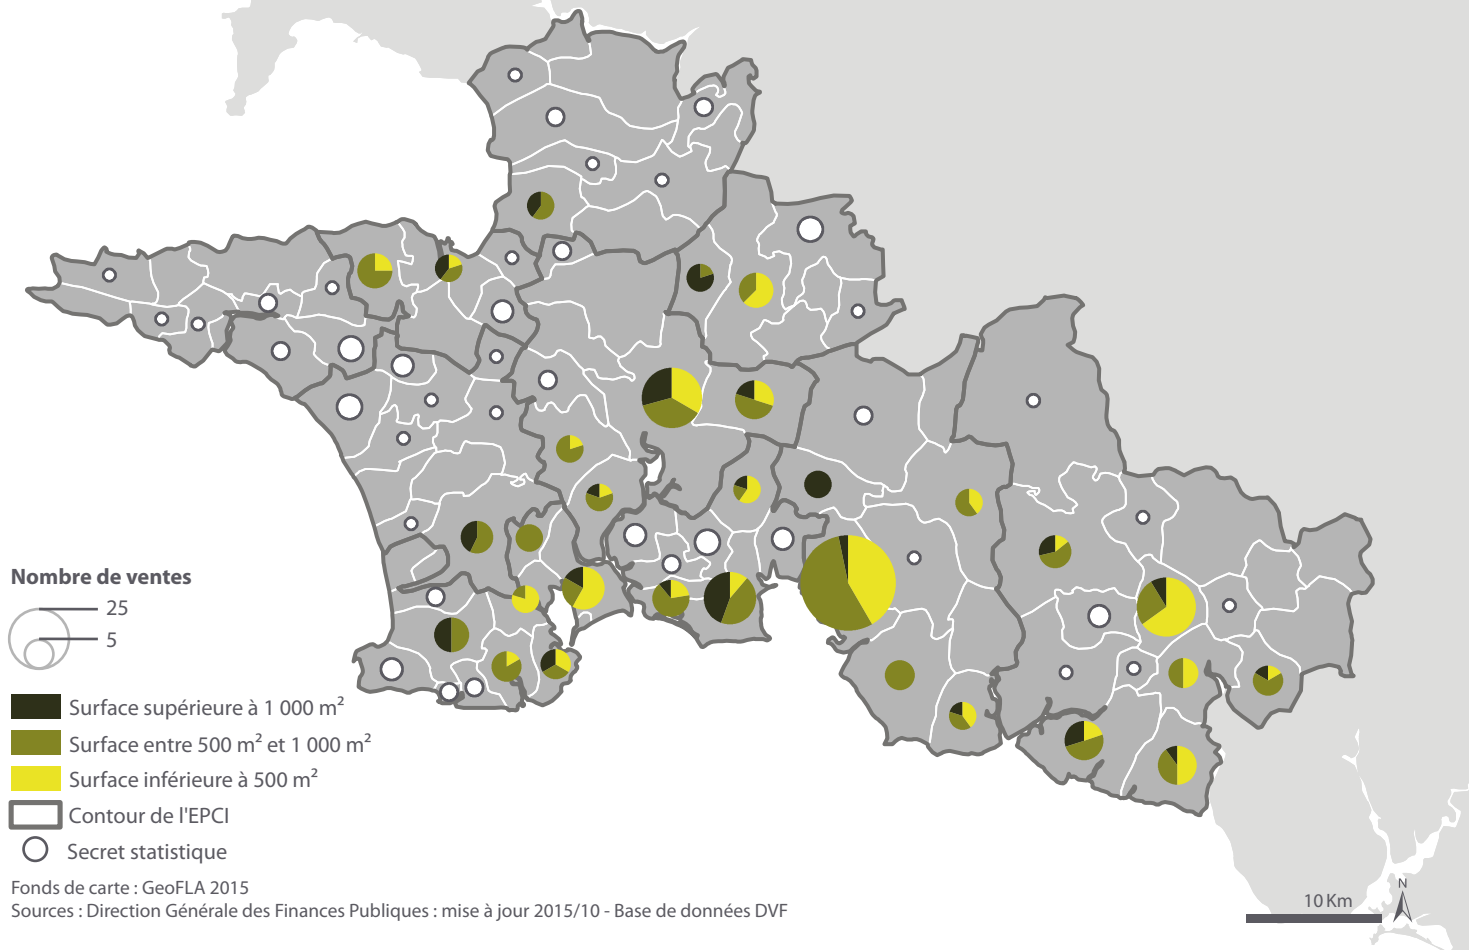 Nombre de ventes
25
5
Surface supérieure à 1 000 m²
Surface entre 500 m² et 1 000 m²
Surface inférieure à 500 m²
Contour de l'EPCI
Secret statistique
Fonds de carte : GeoFLA 2015
Sources : Direction Générale des Finances Publiques : mise à jour 2015/10 - Base de données DVF
10 Km
N